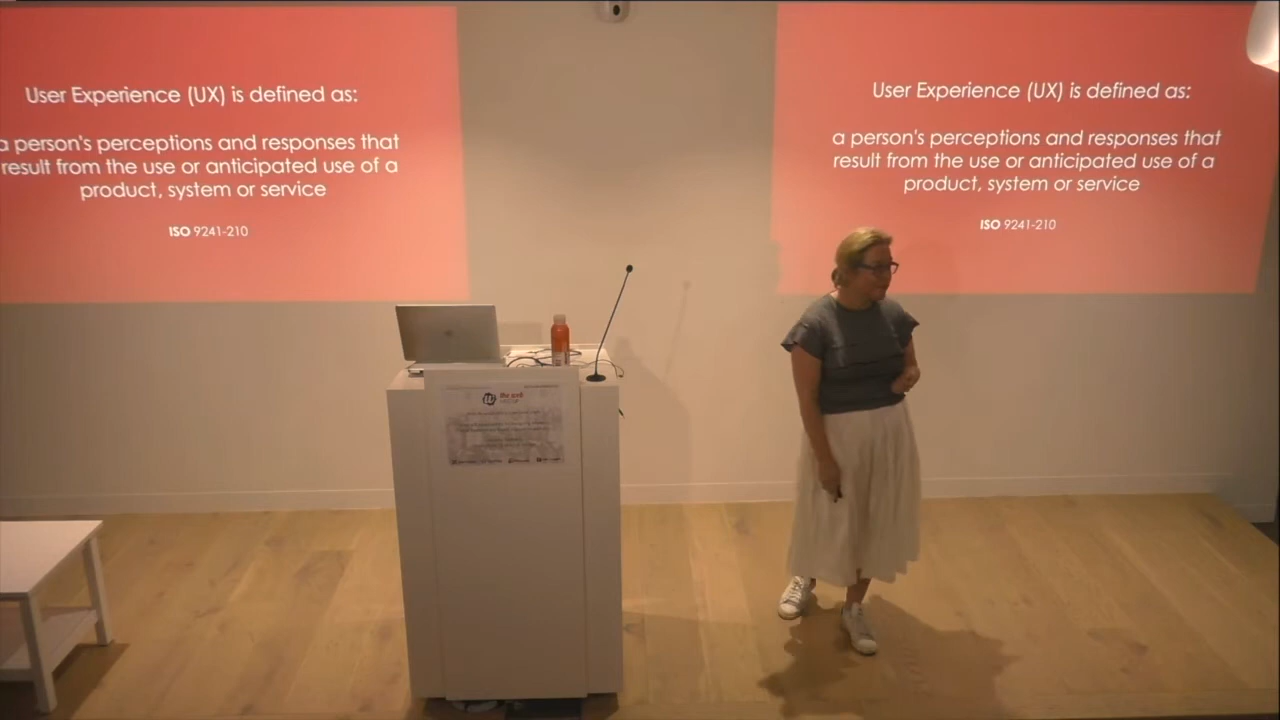 User Experience (UX) is defined as:
a person's perceptions and responses that
result from the use or anticipated use of a
product, system or service
ISO 9241-210
User Experience (UX) is defined as:
a person's perceptions and responses that
result from the use or anticipated use of a
product, system or service
ISO 9241-210